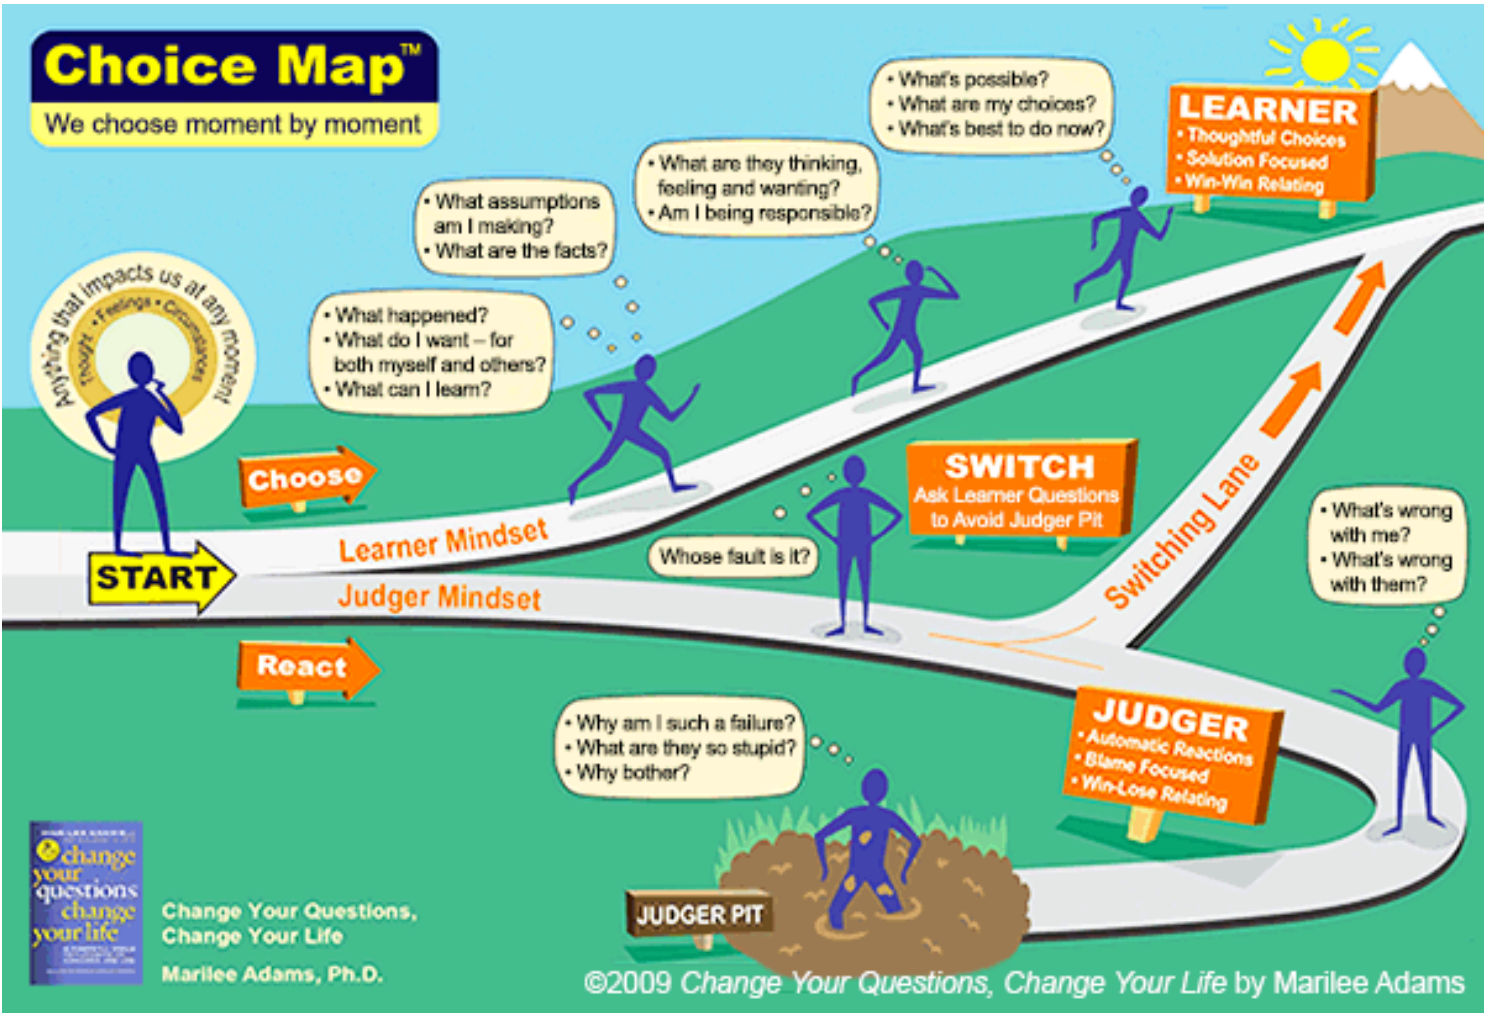 Choice Map™
We choose moment by moment
Anything that impacts us at any moment
Thought • Feelings • Circumstances
START
Choose
React
Learner Mindset
Judger Mindset
• What happened?
• What do I want – for
both myself and others?
• What can I learn?
• What assumptions
am I making?
• What are the facts?
• What are they thinking,
feeling and wanting?
• Am I being responsible?
• What's possible?
• What are my choices?
• What's best to do now?
LEARNER
• Thoughtful Choices
• Solution Focused
• Win-Win Relating
Whose fault is it?
SWITCH
Ask Learner Questions
to Avoid Judger Pit
Switching Lane
• What's wrong
with me?
• What's wrong
with them?
JUDGER
• Automatic Reactions
• Blame Focused
• Win-Lose Relating
• Why am I such a failure?
• What are they so stupid?
• Why bother?
JUDGER PIT
change
your
questions
change
your life
Change Your Questions,
Change Your Life
Marilee Adams, Ph.D.
©2009 Change Your Questions, Change Your Life by Marilee Adams